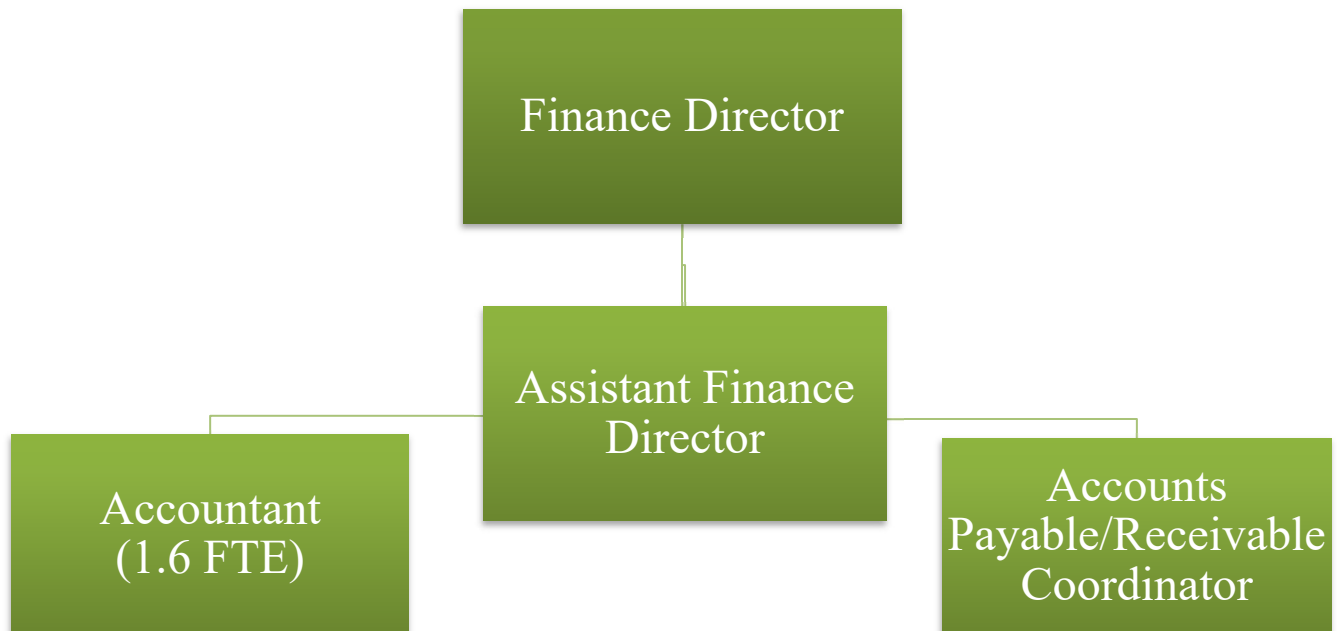 Finance Director
Assistant Finance
Director
Accountant
(1.6 FTE)
Accounts
Payable/Receivable
Coordinator